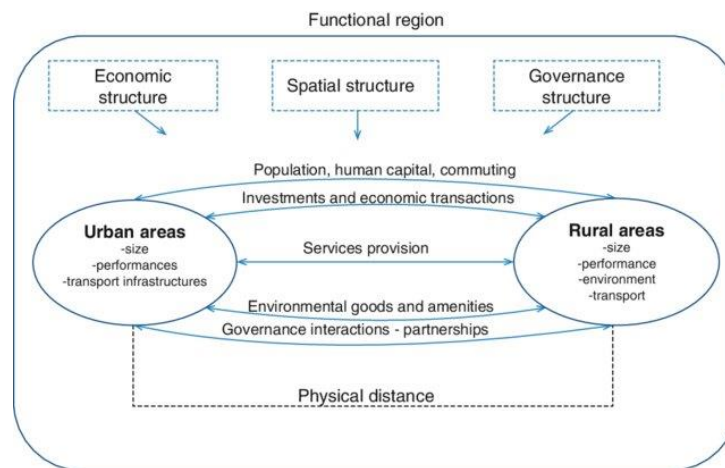 Functional region
Economic
structure
Spatial structure
Governance
structure
Population, human capital, commuting
Investments and economic transactions
Urban areas
-size
-performances
-transport infrastructures
Services provision
Rural areas
-size
-performance
-environment
-transport
Environmental goods and amenities
Governance interactions - partnerships
Physical distance